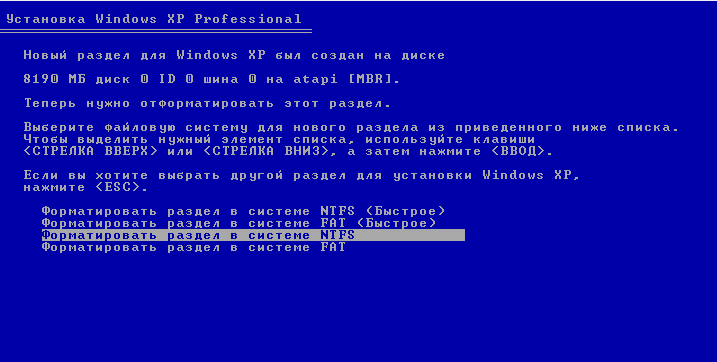 Установка Windows XP Professional
Новый раздел для Windows XP был создан на диске
8190 МБ диск 0 ID 0 шина 0 на atapi [MBR].
Теперь нужно отформатировать этот раздел.
Выберите файловую систему для нового раздела из приведенного ниже списка.
Чтобы выделить нужный элемент списка, используйте клавиши
<СТРЕЛКА ВВЕРХ> или <СТРЕЛКА ВНИЗ>, а затем нажмите <ВВОД>.
Если вы хотите выбрать другой раздел для установки Windows XP,
нажмите <ESC>.
Форматировать раздел в системе NTFS <Быстрое>
Форматировать раздел в системе FAT <Быстрое>
Форматировать раздел в системе NTFS
Форматировать раздел в системе FAT